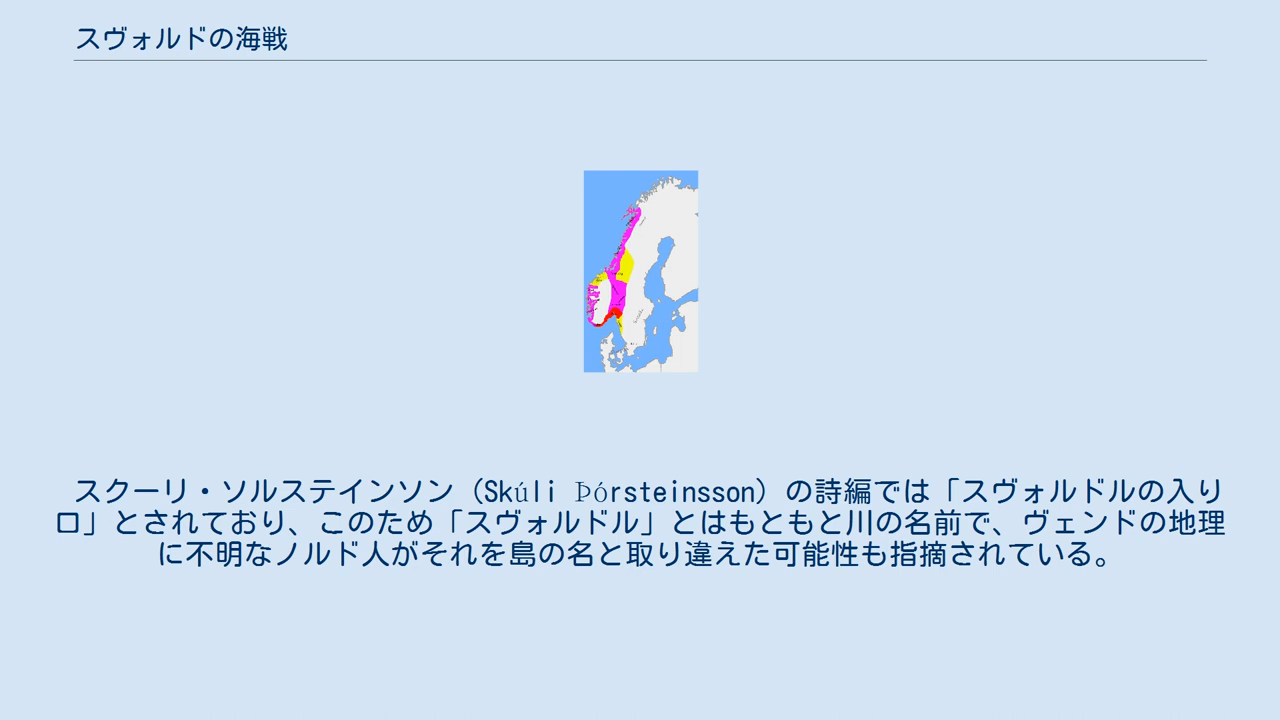 スヴォルドの海戦
スクーリ・ソルステインソン（Skúli Þórsteinsson）の詩編では「スヴォルドルの入り
口」とされており、このため「スヴォルドル」とはもともと川の名前で、ヴェンドの地理
に不明なノルド人がそれを島の名と取り違えた可能性も指摘されている。